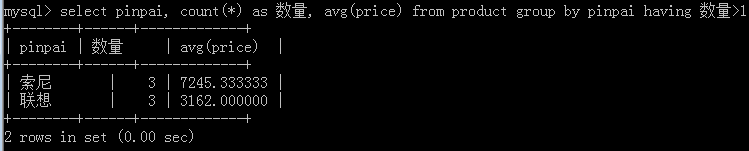 mysql> select pinpai, count(*) as 数量, avg(price) from product group by pinpai having 数量>1
+--------+------+-------------+
| pinpai | 数量 | avg(price) |
+--------+------+-------------+
| 索尼 | 3 | 7245.333333 |
| 联想 | 3 | 3162.000000 |
+--------+------+-------------+
2 rows in set (0.00 sec)